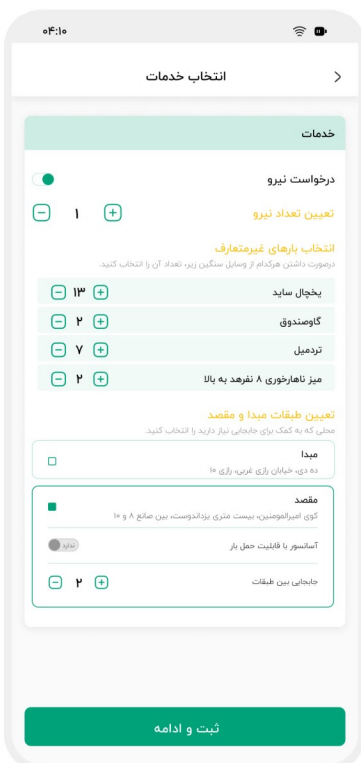 ۰۴:۱۰
انتخاب خدمات
خدمات
درخواست نیرو
تعیین تعداد نیرو ۱
انتخاب بارهای غیرمتعارف
درصورت داشتن هرکدام از وسایل سنگین زیر، تعداد آن را انتخاب کنید.
یخچال ساید ۱۳
گاوصندوق ۲
تردمیل ۷
میز ناهارخوری ۸ نفرهد به بالا ۲
تعیین طبقات مبدا و مقصد
محلی که به کمک برای جابجایی نیاز دارید را انتخاب کنید.
مبدا
ده دی، خیابان رازی غربی، رازی ۱۰
مقصد
کوی امیرالمومنین، بیست متری یزداندوست، بین صانع ۸ و ۱۰
آسانسور با قابلیت حمل بار ندارد
جابجایی بین طبقات ۲
ثبت و ادامه